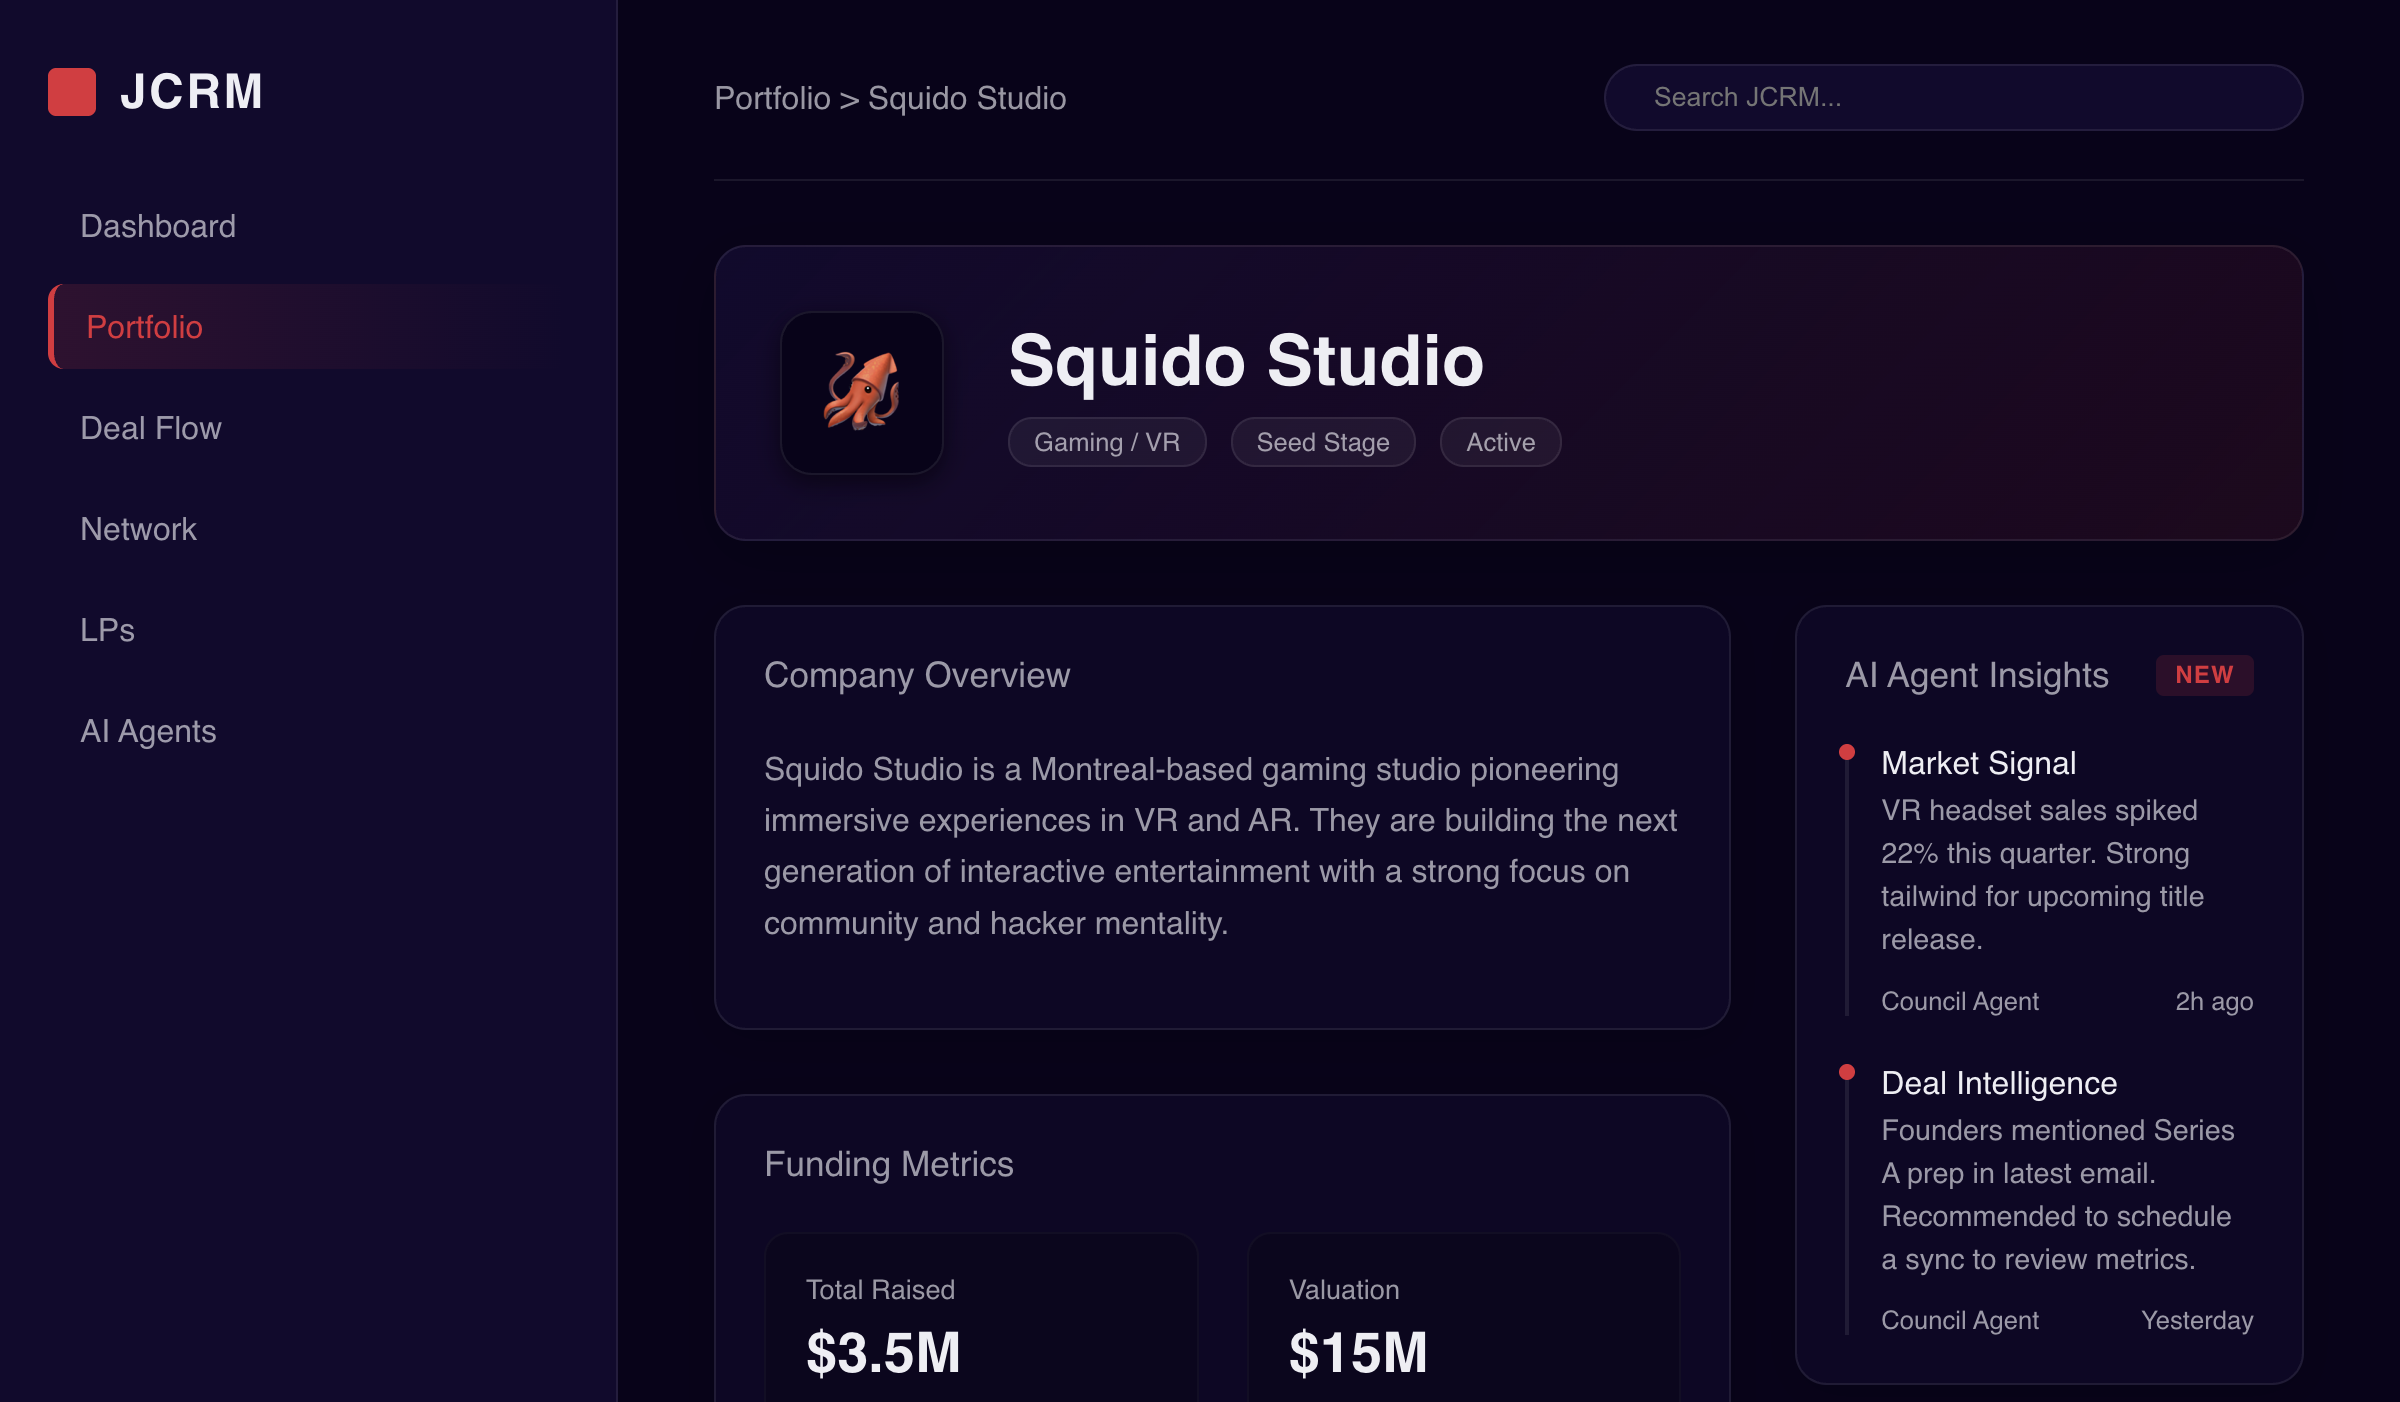 JCRM
Dashboard
Portfolio
Deal Flow
Network
LPs
AI Agents
Portfolio > Squido Studio
Search JCRM...
Squido Studio
Gaming / VR
Seed Stage
Active
Company Overview
Squido Studio is a Montreal-based gaming studio pioneering
immersive experiences in VR and AR. They are building the next
generation of interactive entertainment with a strong focus on
community and hacker mentality.
Funding Metrics
Total Raised
$3.5M
Valuation
$15M
AI Agent Insights
NEW
Market Signal
VR headset sales spiked
22% this quarter. Strong
tailwind for upcoming title
release.
Council Agent
2h ago
Deal Intelligence
Founders mentioned Series
A prep in latest email.
Recommended to schedule
a sync to review metrics.
Council Agent
Yesterday